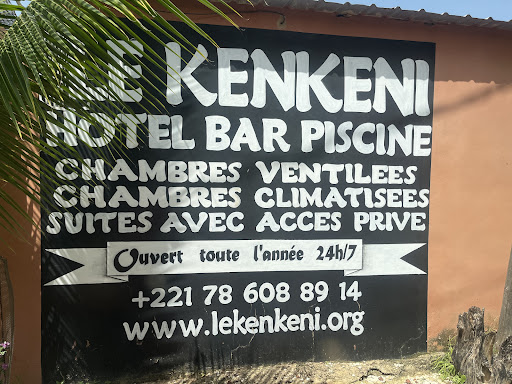 LE KENKENI
HOTEL BAR PISCINE
CHAMBRES VENTILEES
CHAMBRES CLIMATISEES
SUITES AVEC ACCES PRIVE
Ouvert toute l'année 24h/7
+221 78 608 89 14
www.lekenkeni.org